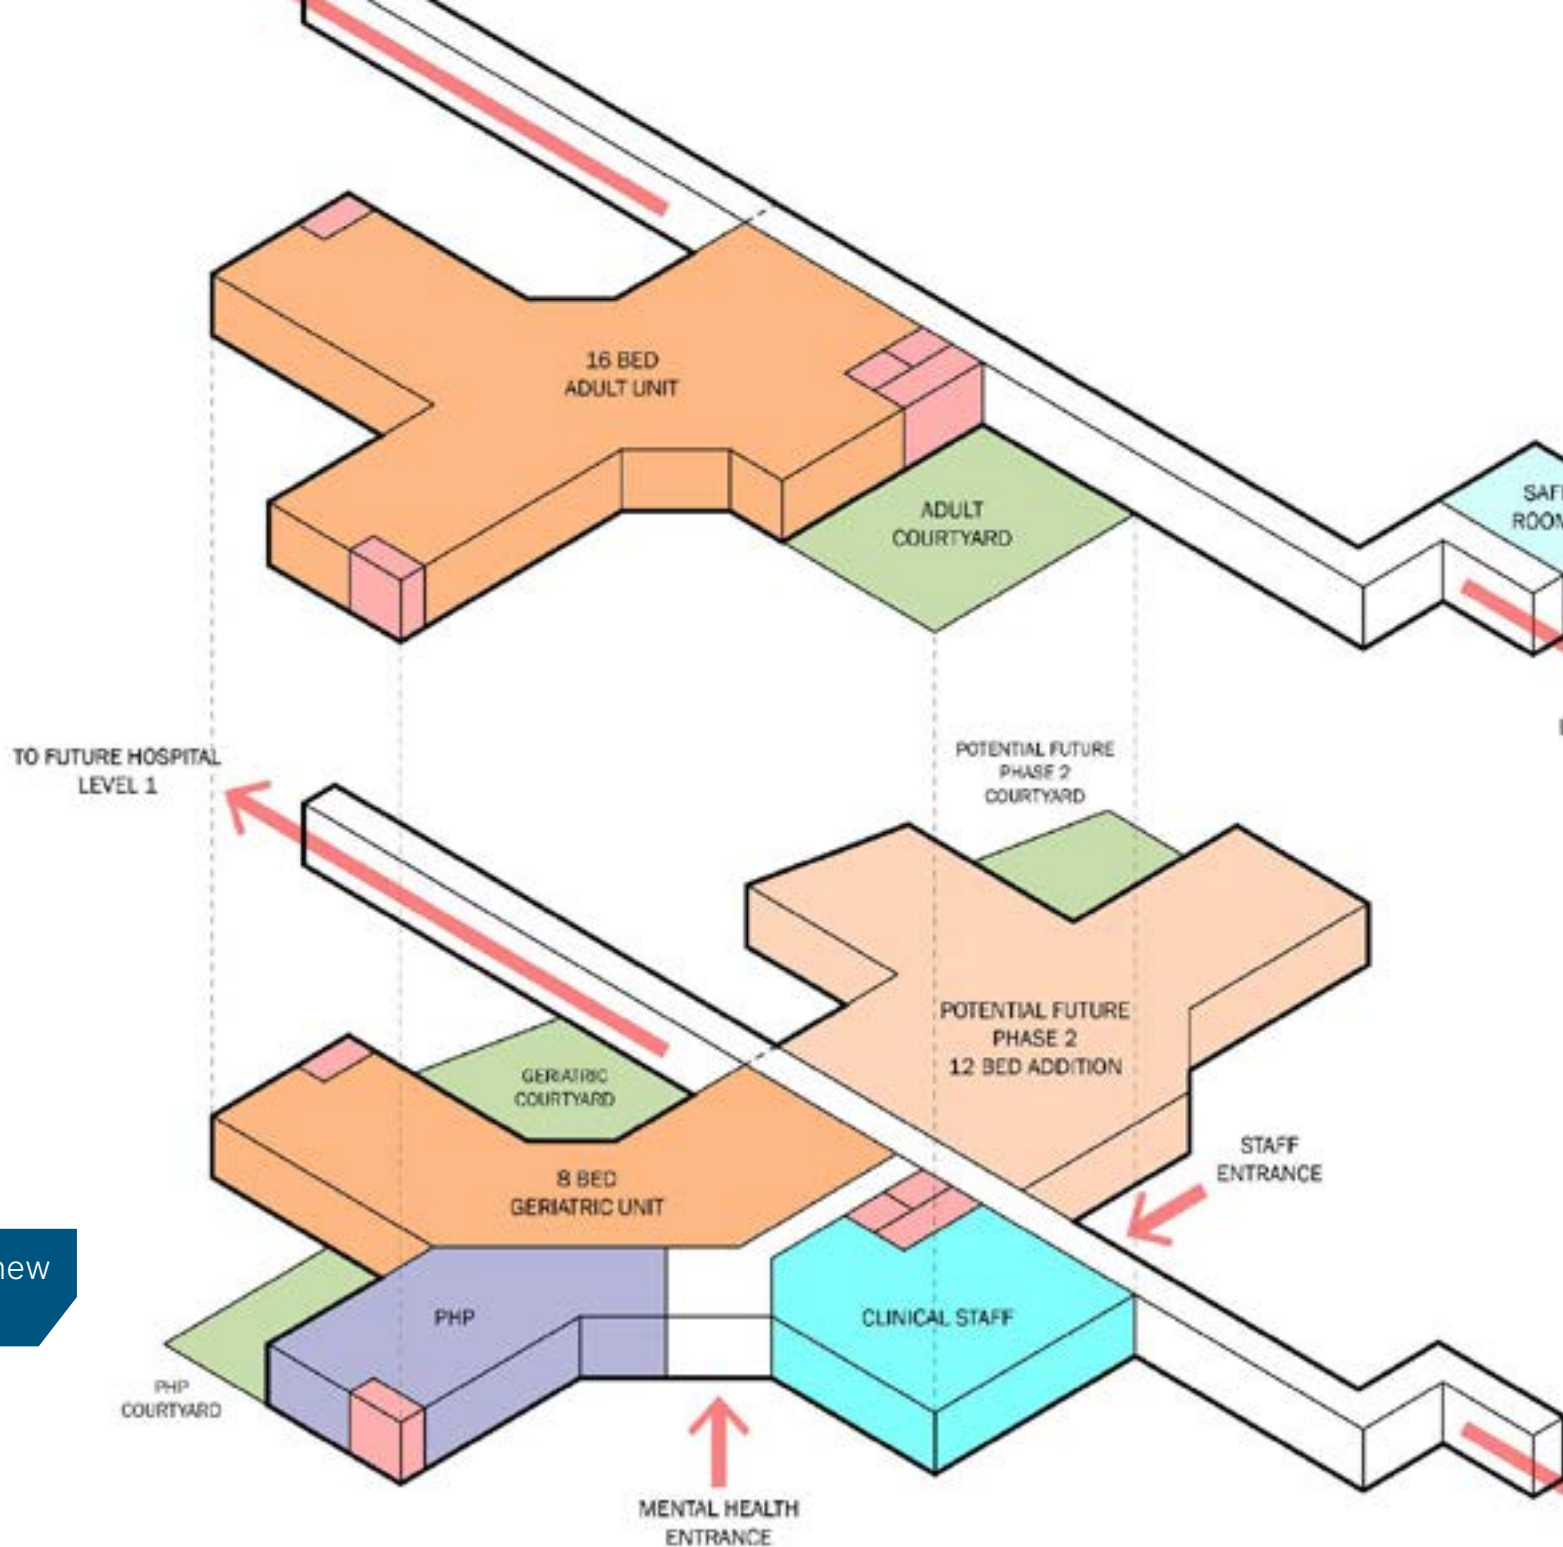 16 BED
ADULT UNIT
ADULT
COURTYARD
TO FUTURE HOSPITAL
LEVEL 1
POTENTIAL FUTURE
PHASE 2
COURTYARD
POTENTIAL FUTURE
PHASE 2
12 BED ADDITION
GERIATRIC
COURTYARD
STAFF
ENTRANCE
8 BED
GERIATRIC UNIT
new
PHP
CLINICAL STAFF
PHP
COURTYARD
MENTAL HEALTH
ENTRANCE